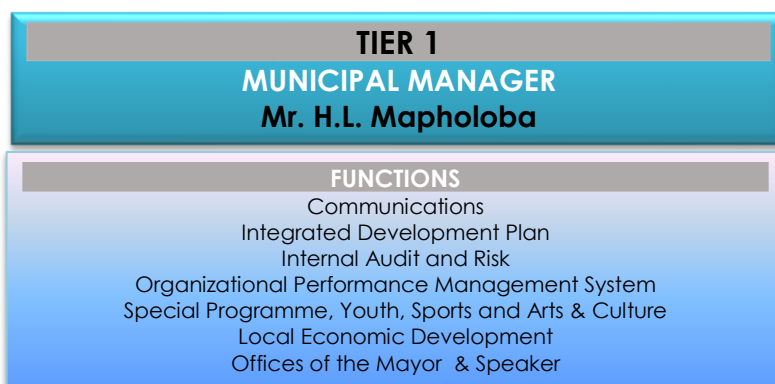 TIER 1
MUNICIPAL MANAGER
Mr. H.L. Mapholoba
FUNCTIONS
Communications
Integrated Development Plan
Internal Audit and Risk
Organizational Performance Management System
Special Programme, Youth, Sports and Arts & Culture
Local Economic Development
Offices of the Mayor & Speaker